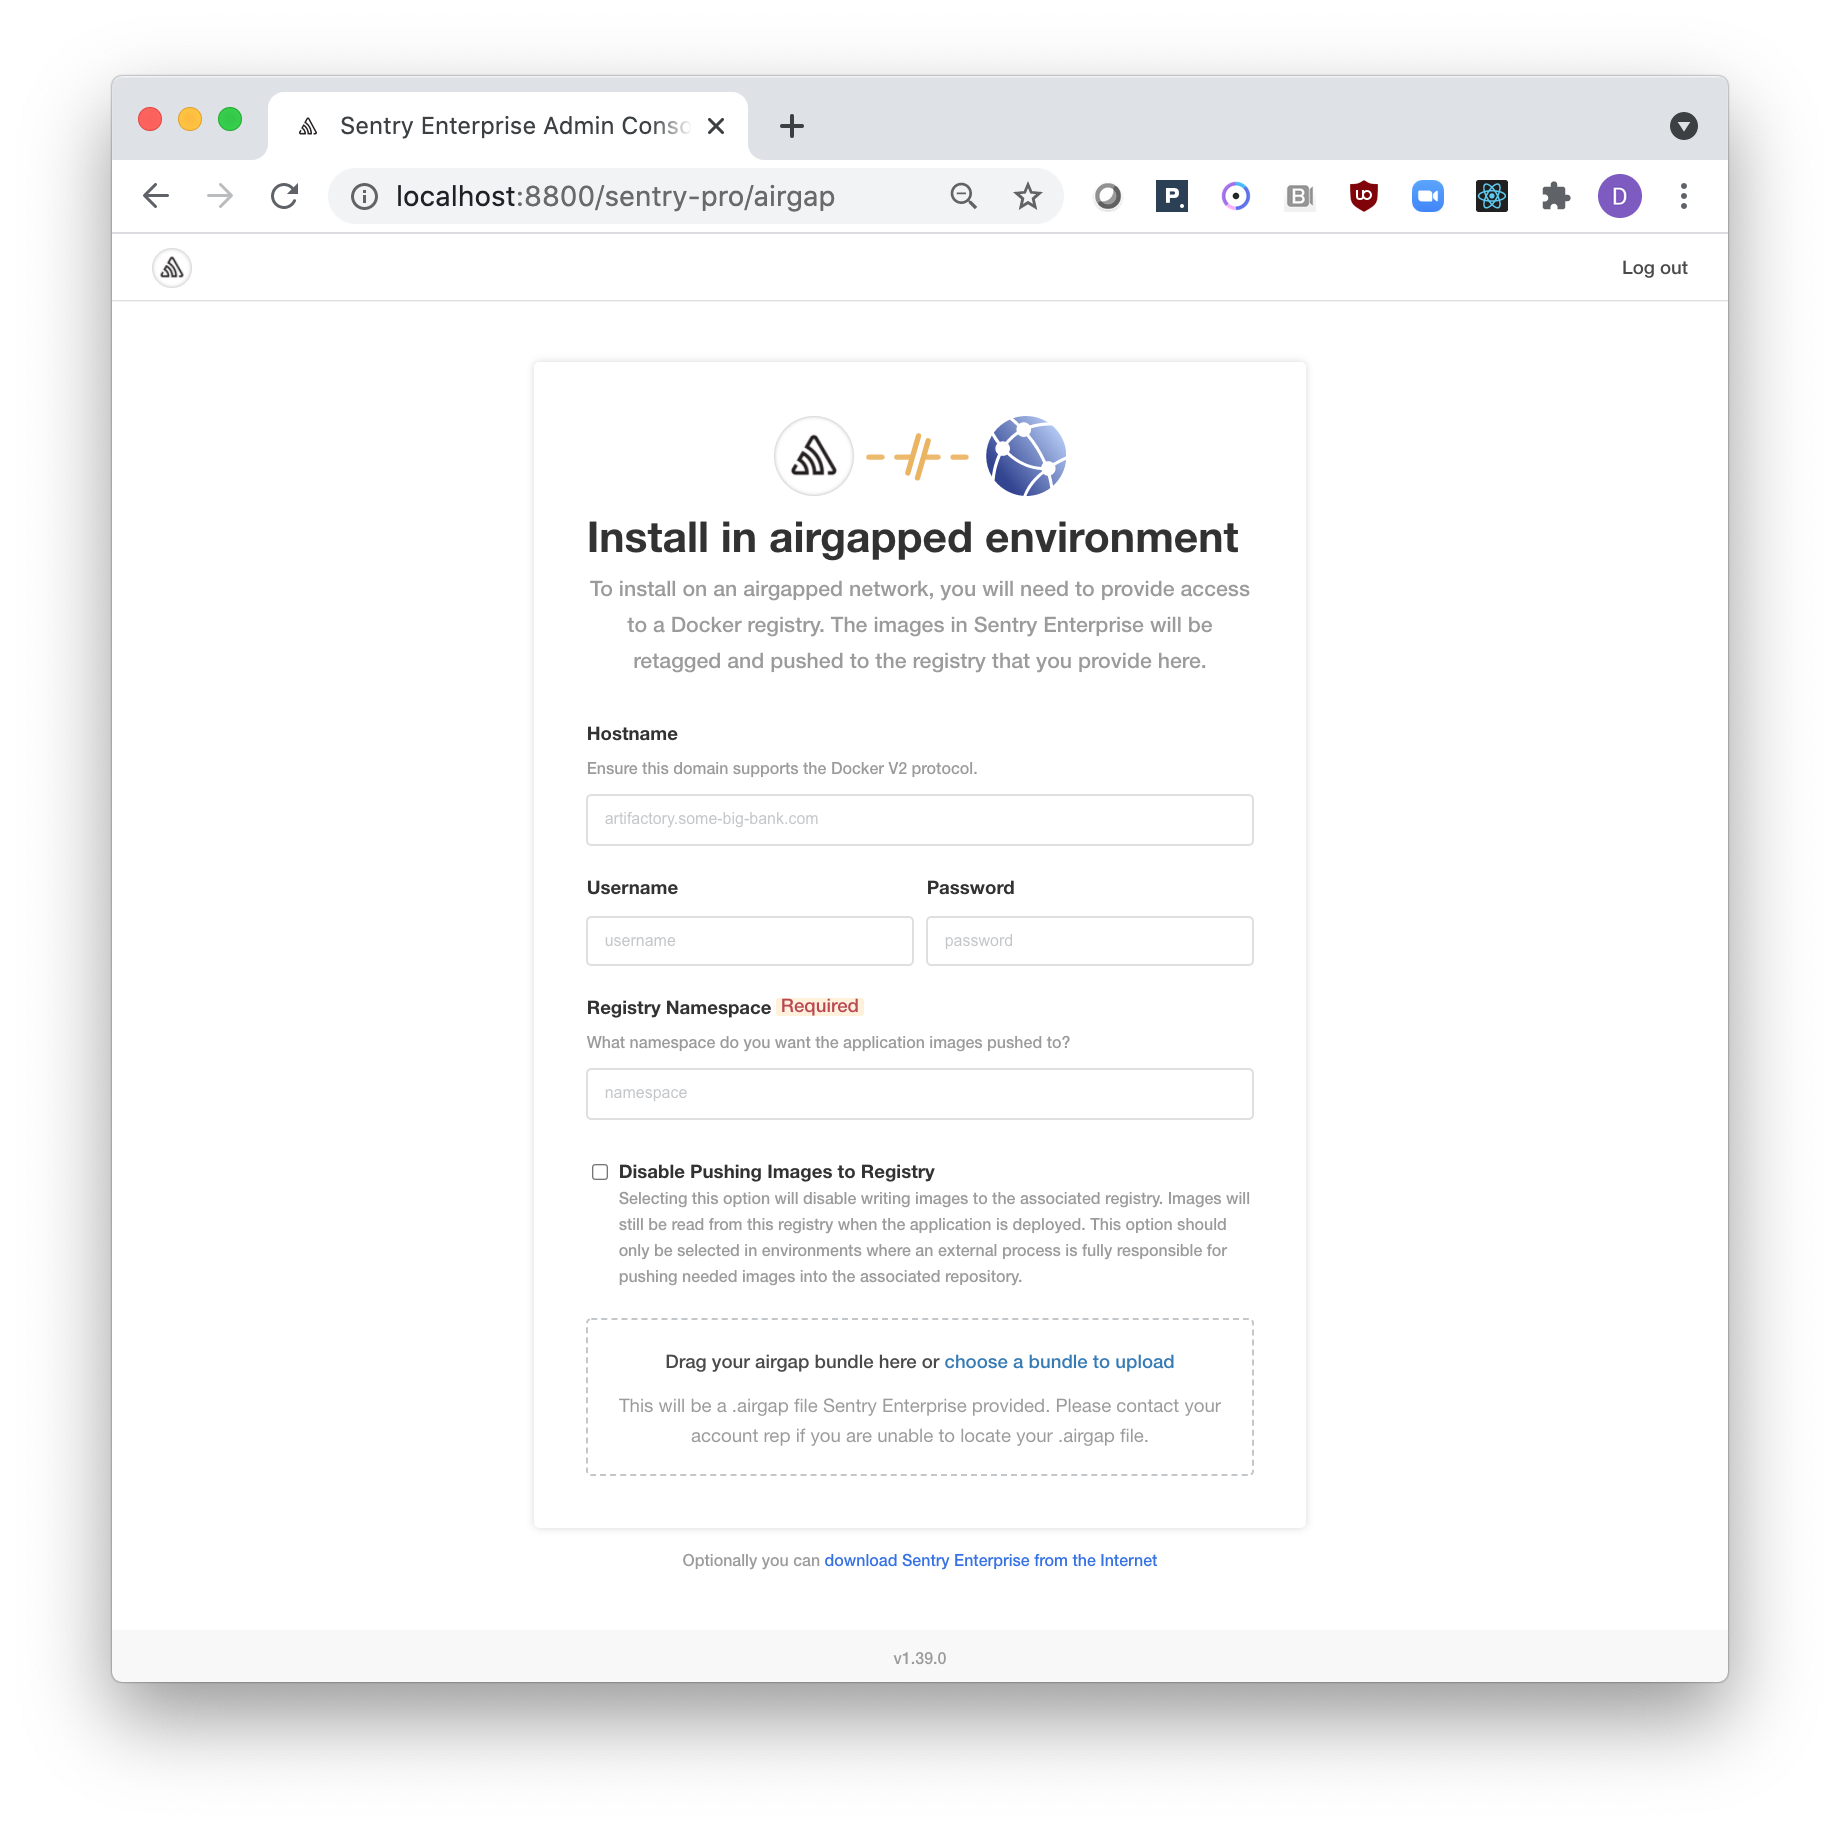 Sentry Enterprise Admin Conso
localhost:8800/sentry-pro/airgap
P.
B
D
Log out
Install in airgapped environment
To install on an airgapped network, you will need to provide access
to a Docker registry. The images in Sentry Enterprise will be
retagged and pushed to the registry that you provide here.
Hostname
Ensure this domain supports the Docker V2 protocol.
artifactory.some-big-bank.com
Username Password
username password
Registry Namespace Required
What namespace do you want the application images pushed to?
namespace
Disable Pushing Images to Registry
Selecting this option will disable writing images to the associated registry. Images will
still be read from this registry when the application is deployed. This option should
only be selected in environments where an external process is fully responsible for
pushing needed images into the associated repository.
Drag your airgap bundle here or choose a bundle to upload
This will be a .airgap file Sentry Enterprise provided. Please contact your
account rep if you are unable to locate your .airgap file.
Optionally you can download Sentry Enterprise from the Internet
v1.39.0